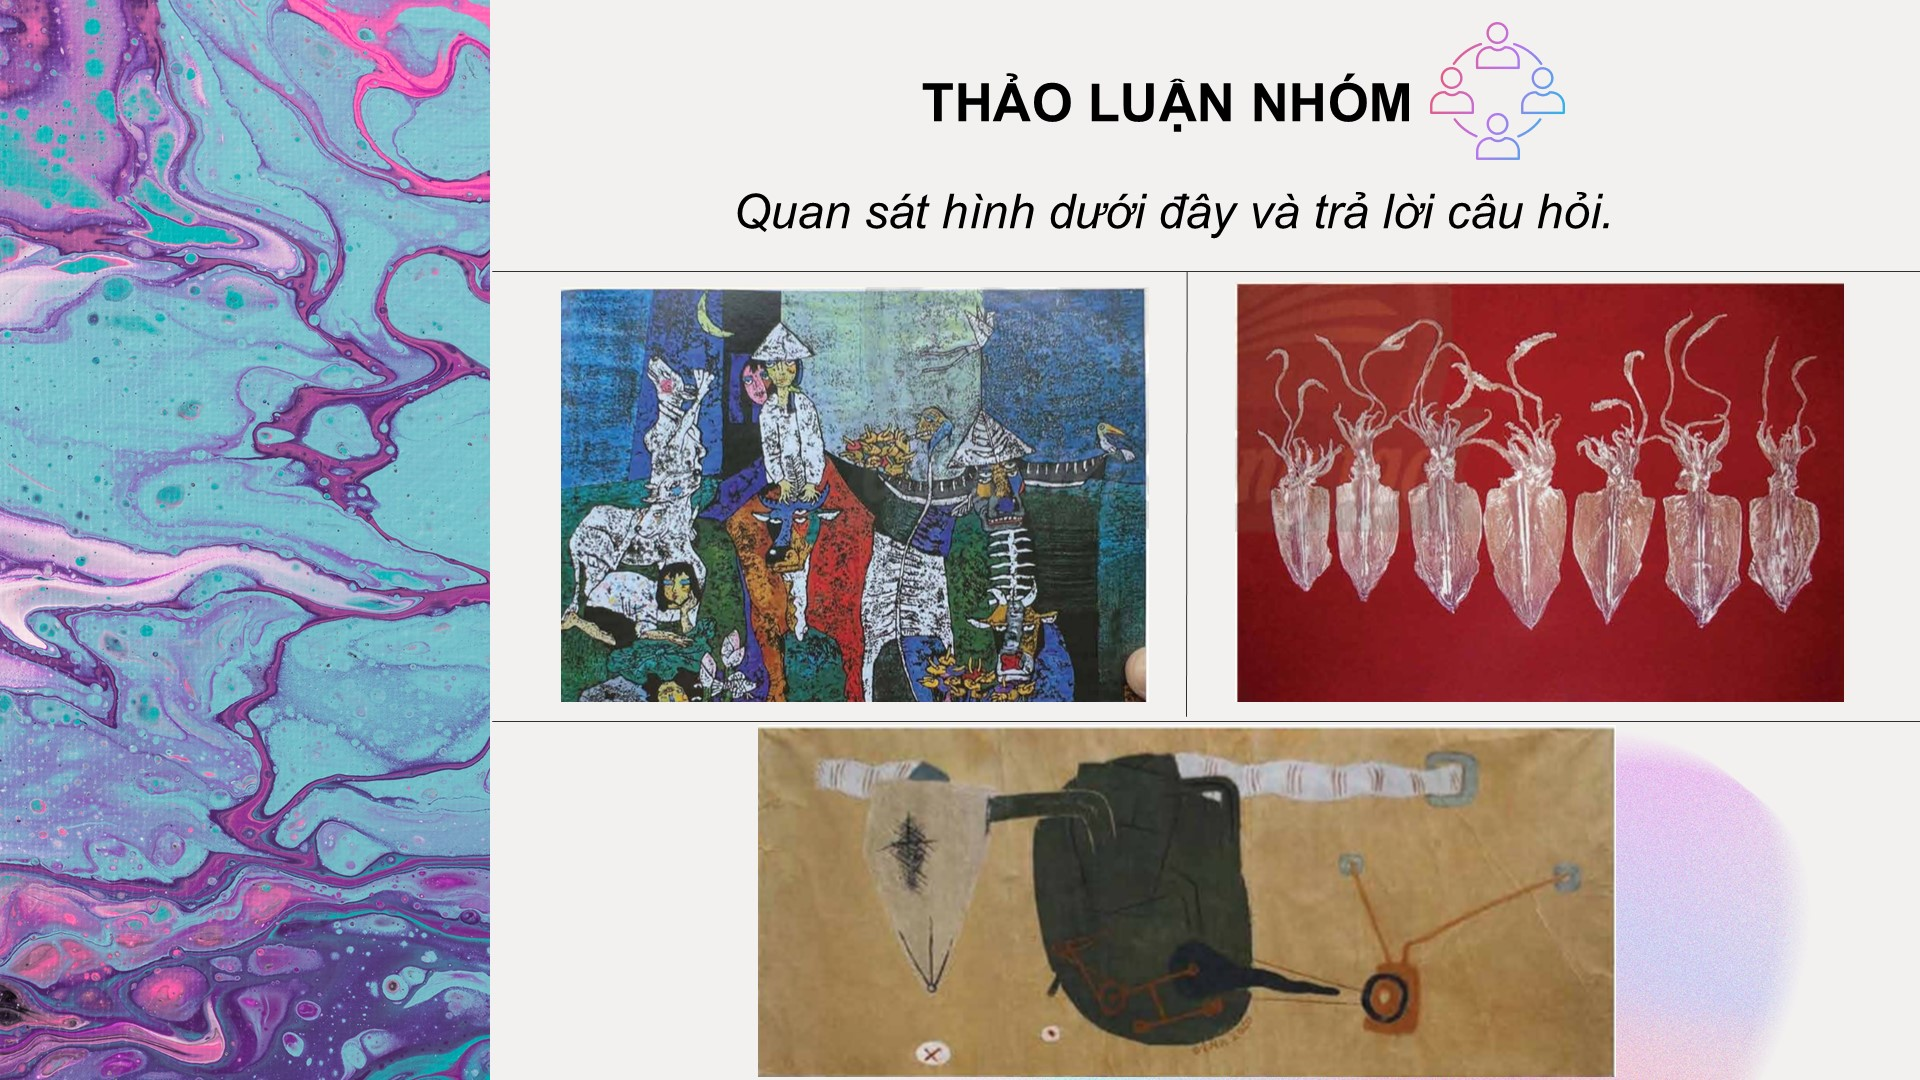 THẢO LUẬN NHÓM
Quan sát hình dưới đây và trả lời câu hỏi.